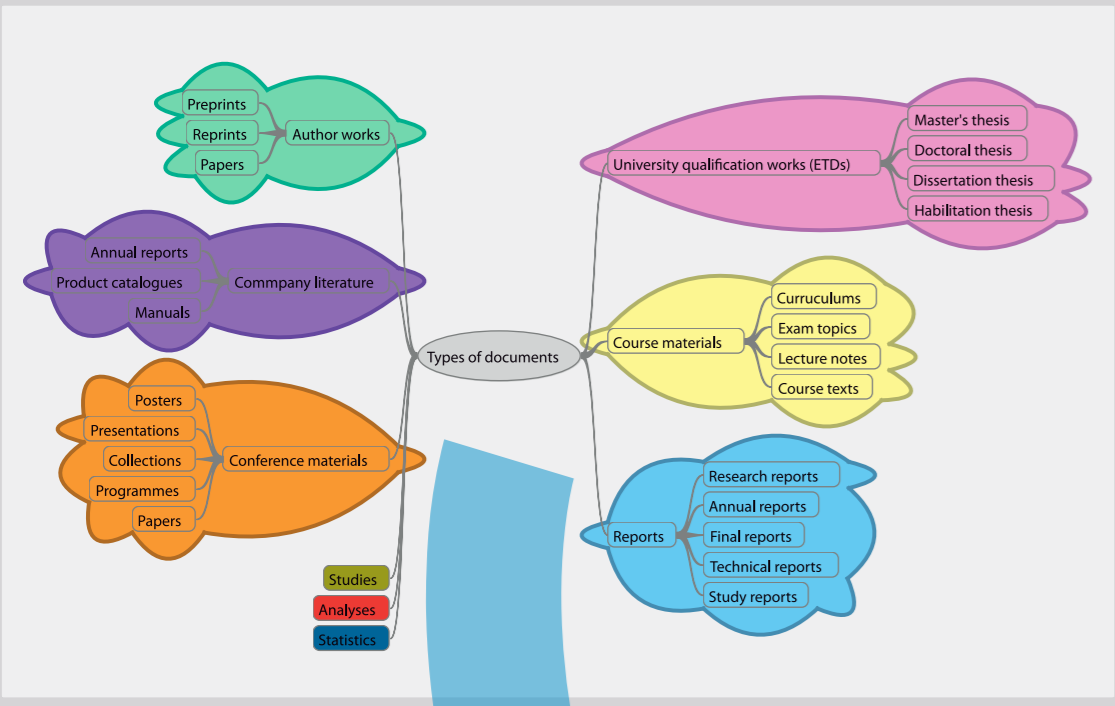 Preprints
Reprints
Papers
Author works
Annual reports
Product catalogues
Manuals
Commpany literature
Posters
Presentations
Collections
Programmes
Papers
Conference materials
Studies
Analyses
Statistics
Types of documents
University qualification works (ETDs)
Master's thesis
Doctoral thesis
Dissertation thesis
Habilitation thesis
Course materials
Curruculums
Exam topics
Lecture notes
Course texts
Reports
Research reports
Annual reports
Final reports
Technical reports
Study reports